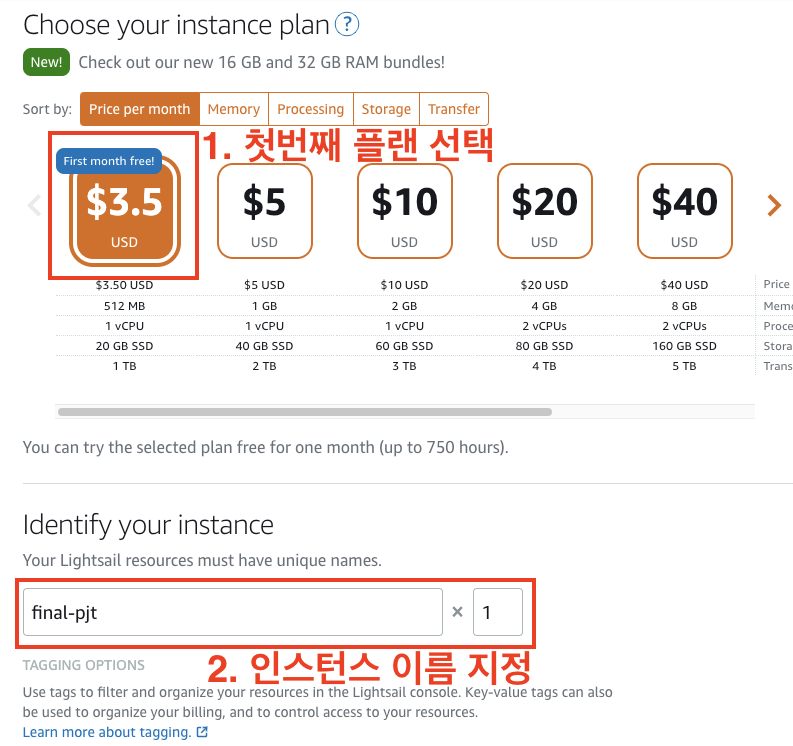 Choose your instance plan ?
New! Check out our new 16 GB and 32 GB RAM bundles!
Sort by: Price per month Memory Processing Storage Transfer
1. 첫번째 플랜 선택
First month free!
$3.5 $5 $10 $20 $40
USD USD USD USD USD
$3.50 USD $5 USD $10 USD $20 USD $40 USD Price
512 MB 1 GB 2 GB 4 GB 8 GB Memo
1 vCPU 1 vCPU 1 vCPU 2 vCPUs 2 vCPUs Proce
20 GB SSD 40 GB SSD 60 GB SSD 80 GB SSD 160 GB SSD Stora
1 TB 2 TB 3 TB 4 TB 5 TB Trans
You can try the selected plan free for one month (up to 750 hours).
Identify your instance
Your Lightsail resources must have unique names.
final-pjt × 1
2. 인스턴스 이름 지정
TAGGING OPTIONS
Use tags to filter and organize your resources in the Lightsail console. Key-value tags can also
be used to organize your billing, and to control access to your resources.
Learn more about tagging.